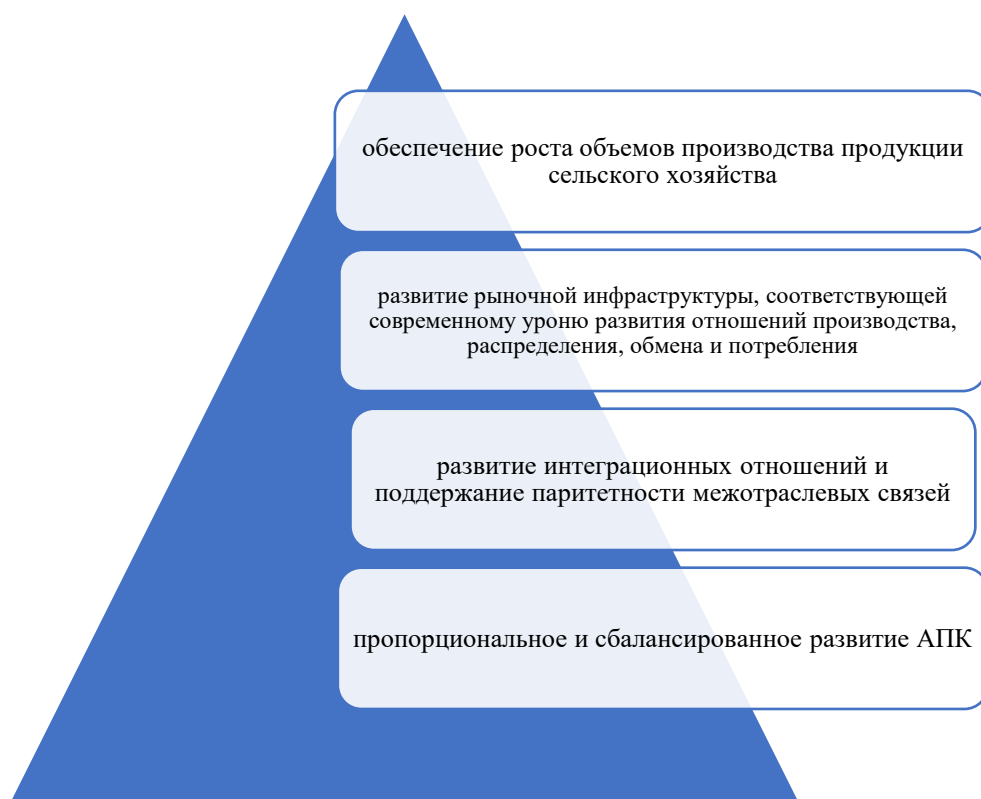 обеспечение роста объемов производства продукции
сельского хозяйства
развитие рыночной инфраструктуры, соответствующей
современному уроню развития отношений производства,
распределения, обмена и потребления
развитие интеграционных отношений и
поддержание паритетности межотраслевых связей
пропорциональное и сбалансированное развитие АПК